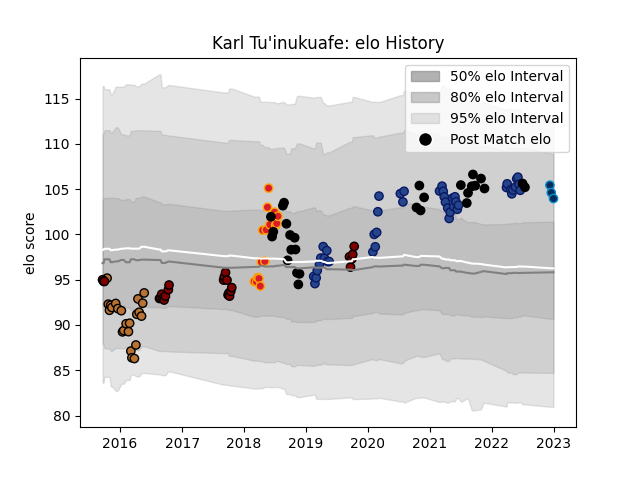 Karl Tu'inukuafe: elo History
50% elo Interval
80% elo Interval
95% elo Interval
Post Match elo
elo score
115
110
105
100
95
90
85
80
2016 2017 2018 2019 2020 2021 2022 2023